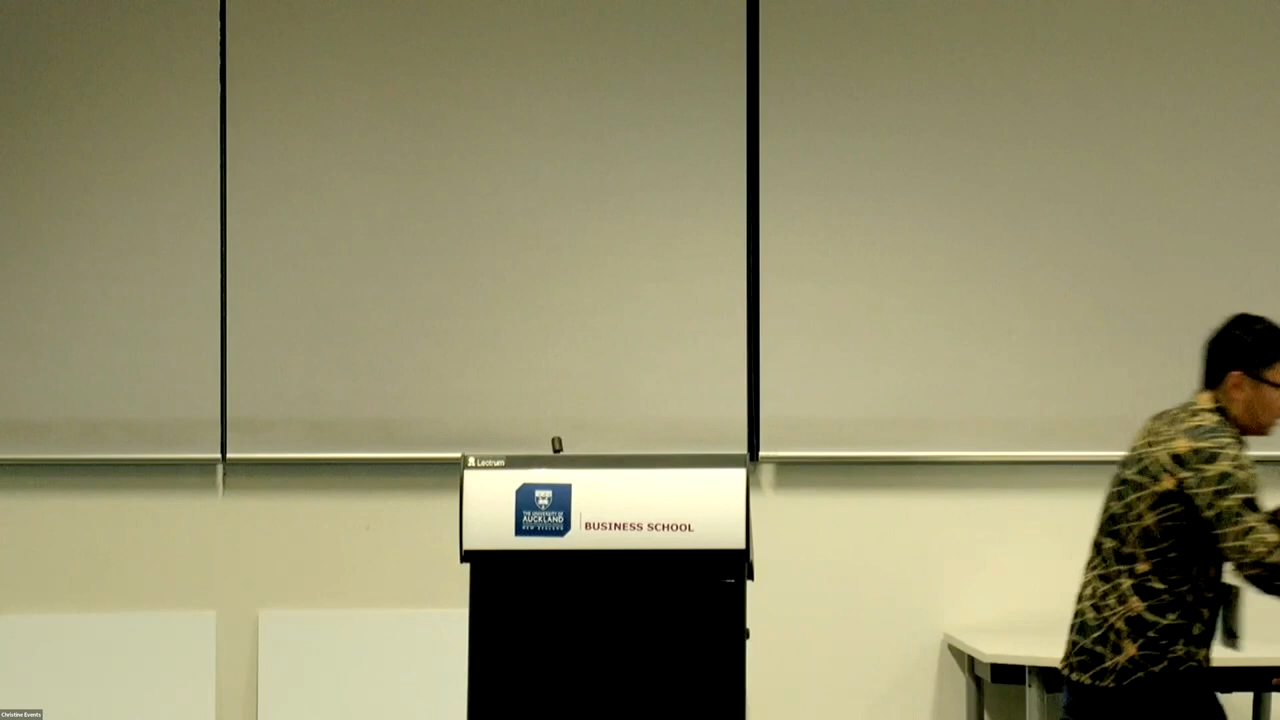 Lectrum
THE UNIVERSITY OF
AUCKLAND
NEW ZEALAND
BUSINESS SCHOOL
Christine Events